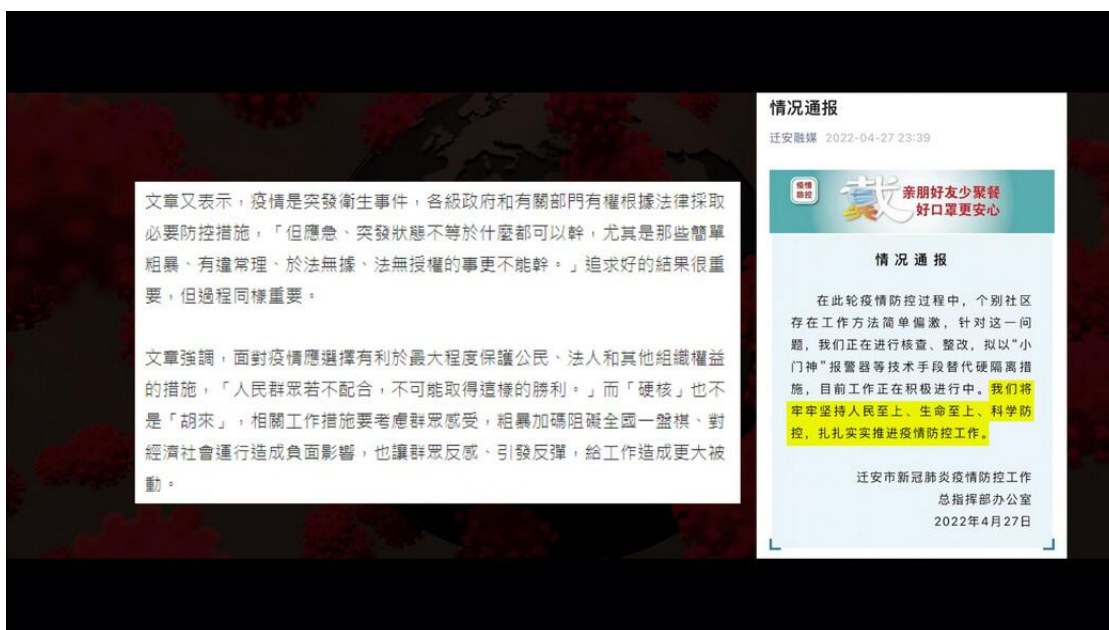 文章又表示，疫情是突發衛生事件，各級政府和有關部門有權根據法律採取
必要防控措施，「但應急、突發狀態不等於什麼都可以幹，尤其是那些簡單
粗暴、有違常理、於法無據、法無授權的事更不能幹。」追求好的結果很重
要，但過程同樣重要。
文章強調，面對疫情應選擇有利於最大程度保護公民、法人和其他組織權益
的措施，「人民群眾若不配合，不可能取得這樣的勝利。」而「硬核」也不
是「胡來」，相關工作措施要考慮群眾感受，粗暴加碼阻礙全國一盤棋、對
經濟社會運行造成負面影響，也讓群眾反感、引發反彈，給工作造成更大被
動。
情况通报
迁安融媒 2022-04-27 23:39
疫情
防控
戴
亲朋好友少聚餐
好口罩更安心
情况通报
在此轮疫情防控过程中，个别社区
存在工作方法简单偏激，针对这一问
题，我们正在进行核查、整改，拟以“小
门神”报警器等技术手段替代硬隔离措
施，目前工作正在积极进行中。我们将
牢牢坚持人民至上、生命至上、科学防
控，扎扎实实推进疫情防控工作。
迁安市新冠肺炎疫情防控工作
总指挥部办公室
2022年4月27日